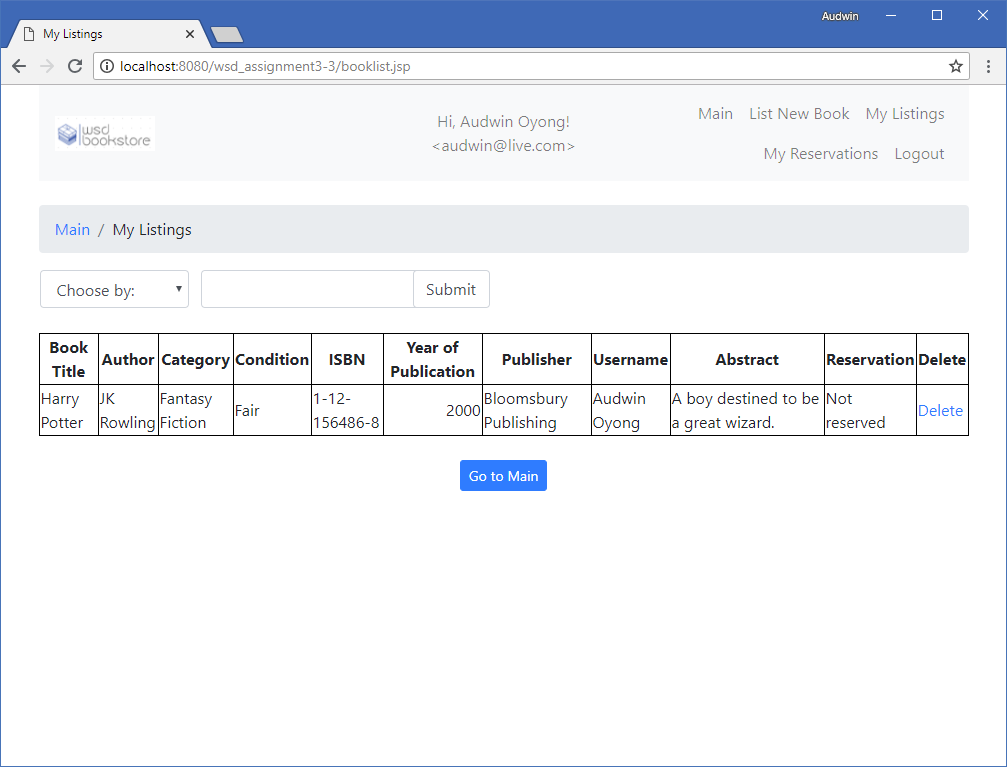 Audwin
My Listings
localhost:8080/wsd_assignment3-3/booklist.jsp
wsd
bookstore
Hi, Audwin Oyong!
<audwin@live.com>
Main List New Book My Listings
My Reservations Logout
Main / My Listings
Choose by:
Submit
Book Title Author Category Condition ISBN Year of Publication Publisher Username Abstract Reservation Delete
Harry Potter JK Rowling Fantasy Fiction Fair 1-12-156486-8 2000 Bloomsbury Publishing Audwin Oyong A boy destined to be a great wizard. Not reserved Delete
Go to Main